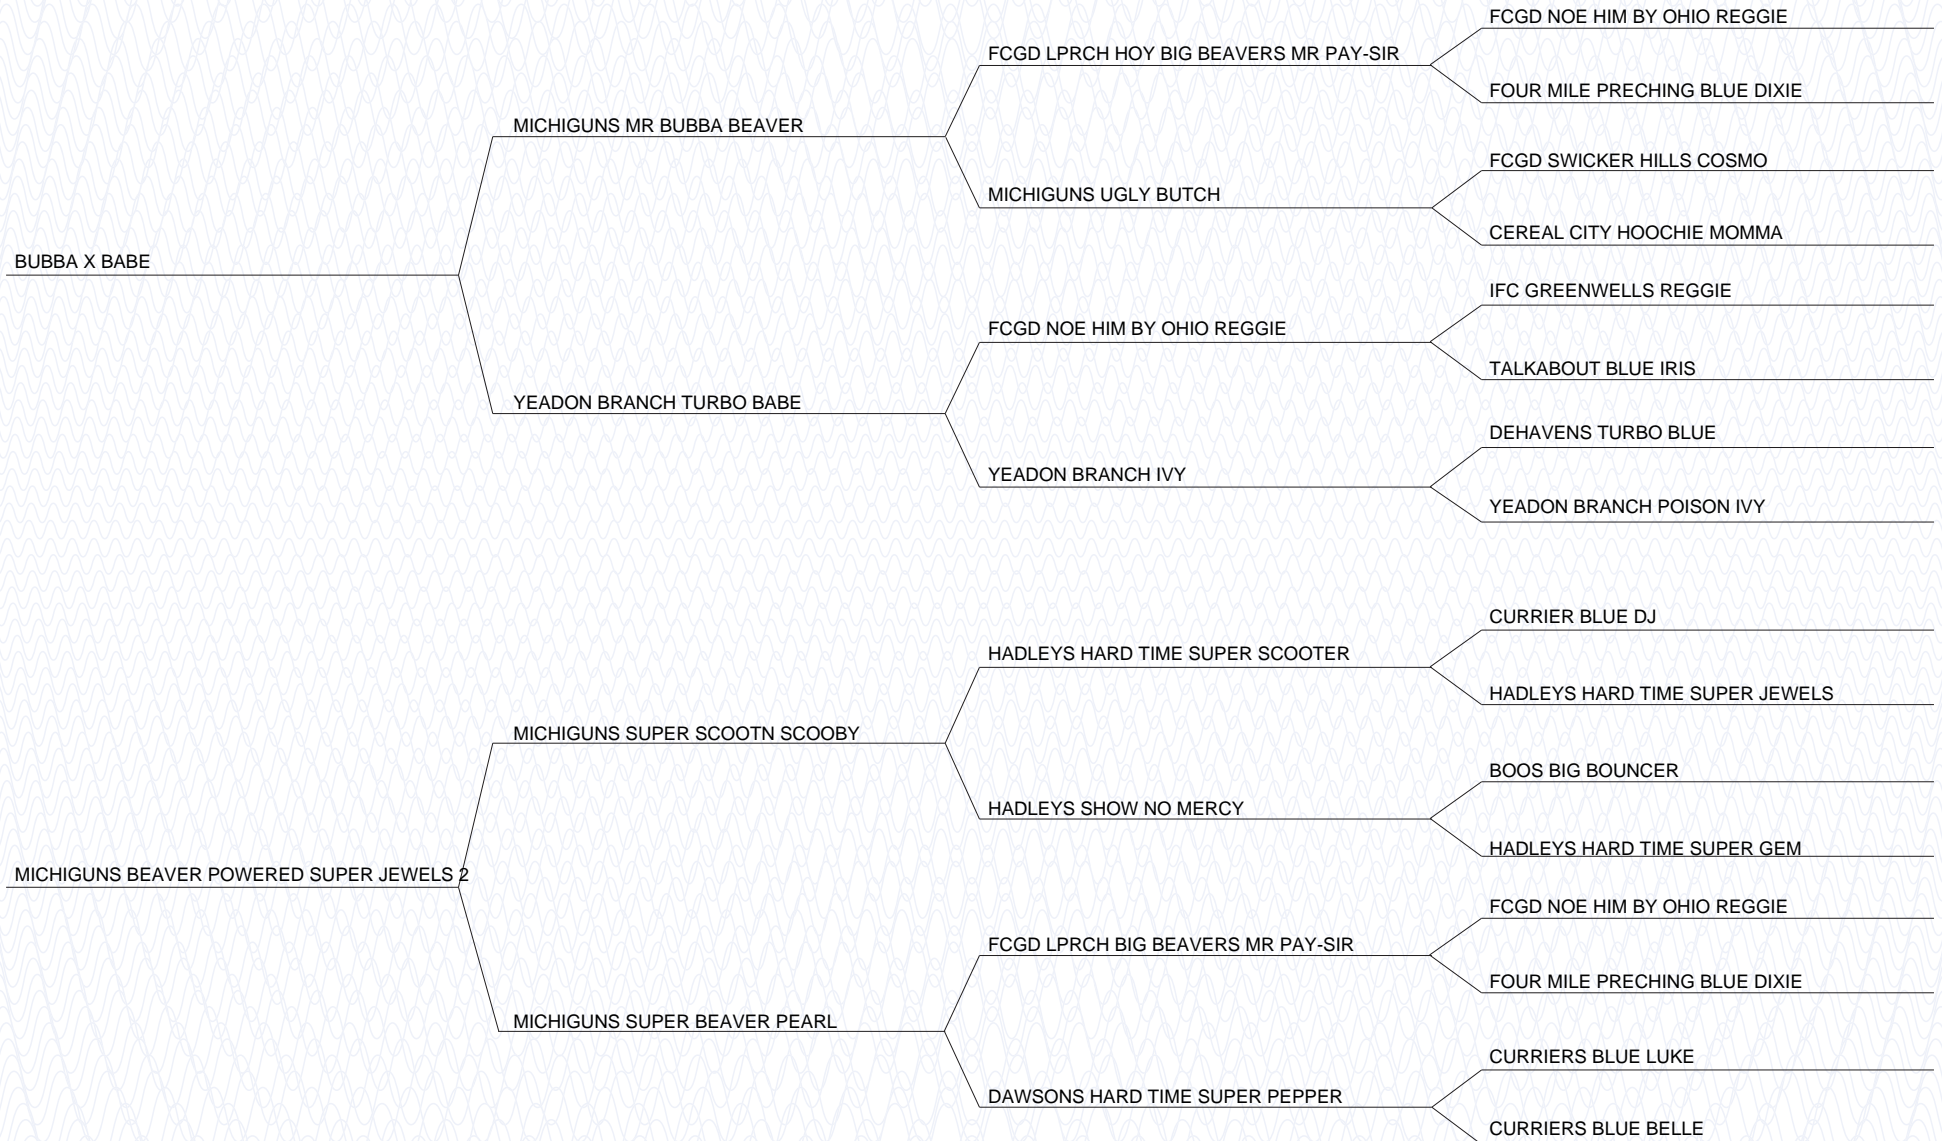 FCGD NOE HIM BY OHIO REGGIE
FCGD LPRCH HOY BIG BEAVERS MR PAY-SIR
FOUR MILE PRECHING BLUE DIXIE
MICHIGUNS MR BUBBA BEAVER
FCGD SWICKER HILLS COSMO
MICHIGUNS UGLY BUTCH
CEREAL CITY HOOCHIE MOMMA
BUBBA X BABE
IFC GREENWELLS REGGIE
FCGD NOE HIM BY OHIO REGGIE
TALKABOUT BLUE IRIS
YEADON BRANCH TURBO BABE
DEHAVENS TURBO BLUE
YEADON BRANCH IVY
YEADON BRANCH POISON IVY
CURRIER BLUE DJ
HADLEYS HARD TIME SUPER SCOOTER
HADLEYS HARD TIME SUPER JEWELS
MICHIGUNS SUPER SCOOTN SCOOBY
BOOS BIG BOUNCER
HADLEYS SHOW NO MERCY
HADLEYS HARD TIME SUPER GEM
MICHIGUNS BEAVER POWERED SUPER JEWELS 2
FCGD NOE HIM BY OHIO REGGIE
FCGD LPRCH BIG BEAVERS MR PAY-SIR
FOUR MILE PRECHING BLUE DIXIE
MICHIGUNS SUPER BEAVER PEARL
CURRIERS BLUE LUKE
DAWSONS HARD TIME SUPER PEPPER
CURRIERS BLUE BELLE